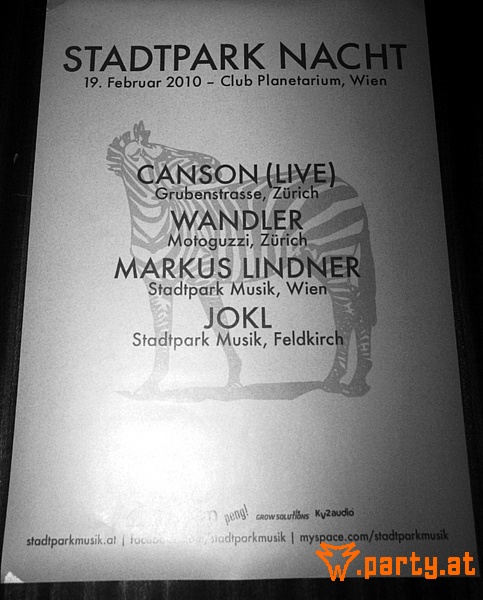 STADTPARK NACHT
19. Februar 2010 – Club Planetarium, Wien
CANSON (LIVE)
Grubenstrasse, Zürich
WANDLER
Motoguzzi, Zürich
MARKUS LINDNER
Stadtpark Musik, Wien
JOKL
Stadtpark Musik, Feldkirch
peng! GROW SOLUTIONS Ky2audio
stadtparkmusik.at | stadtparkmusik | myspace.com/stadtparkmusik
.party.at